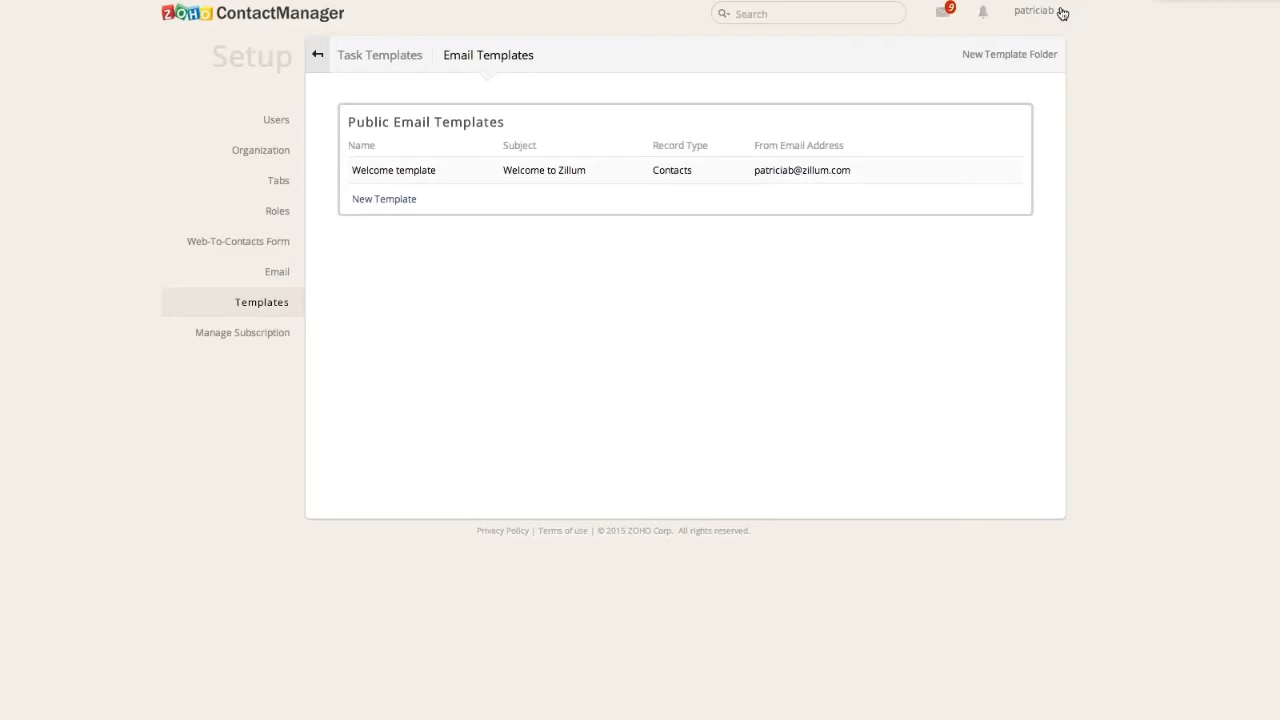 ZOHO ContactManager
Search
9
patriciab
Setup
Task Templates
Email Templates
New Template Folder
Users
Organization
Tabs
Roles
Web-To-Contacts Form
Email
Templates
Manage Subscription
Public Email Templates
Name Subject Record Type From Email Address
Welcome template Welcome to Zillum Contacts patriciab@zillum.com
New Template
Privacy Policy | Terms of use | © 2015 ZOHO Corp. All rights reserved.